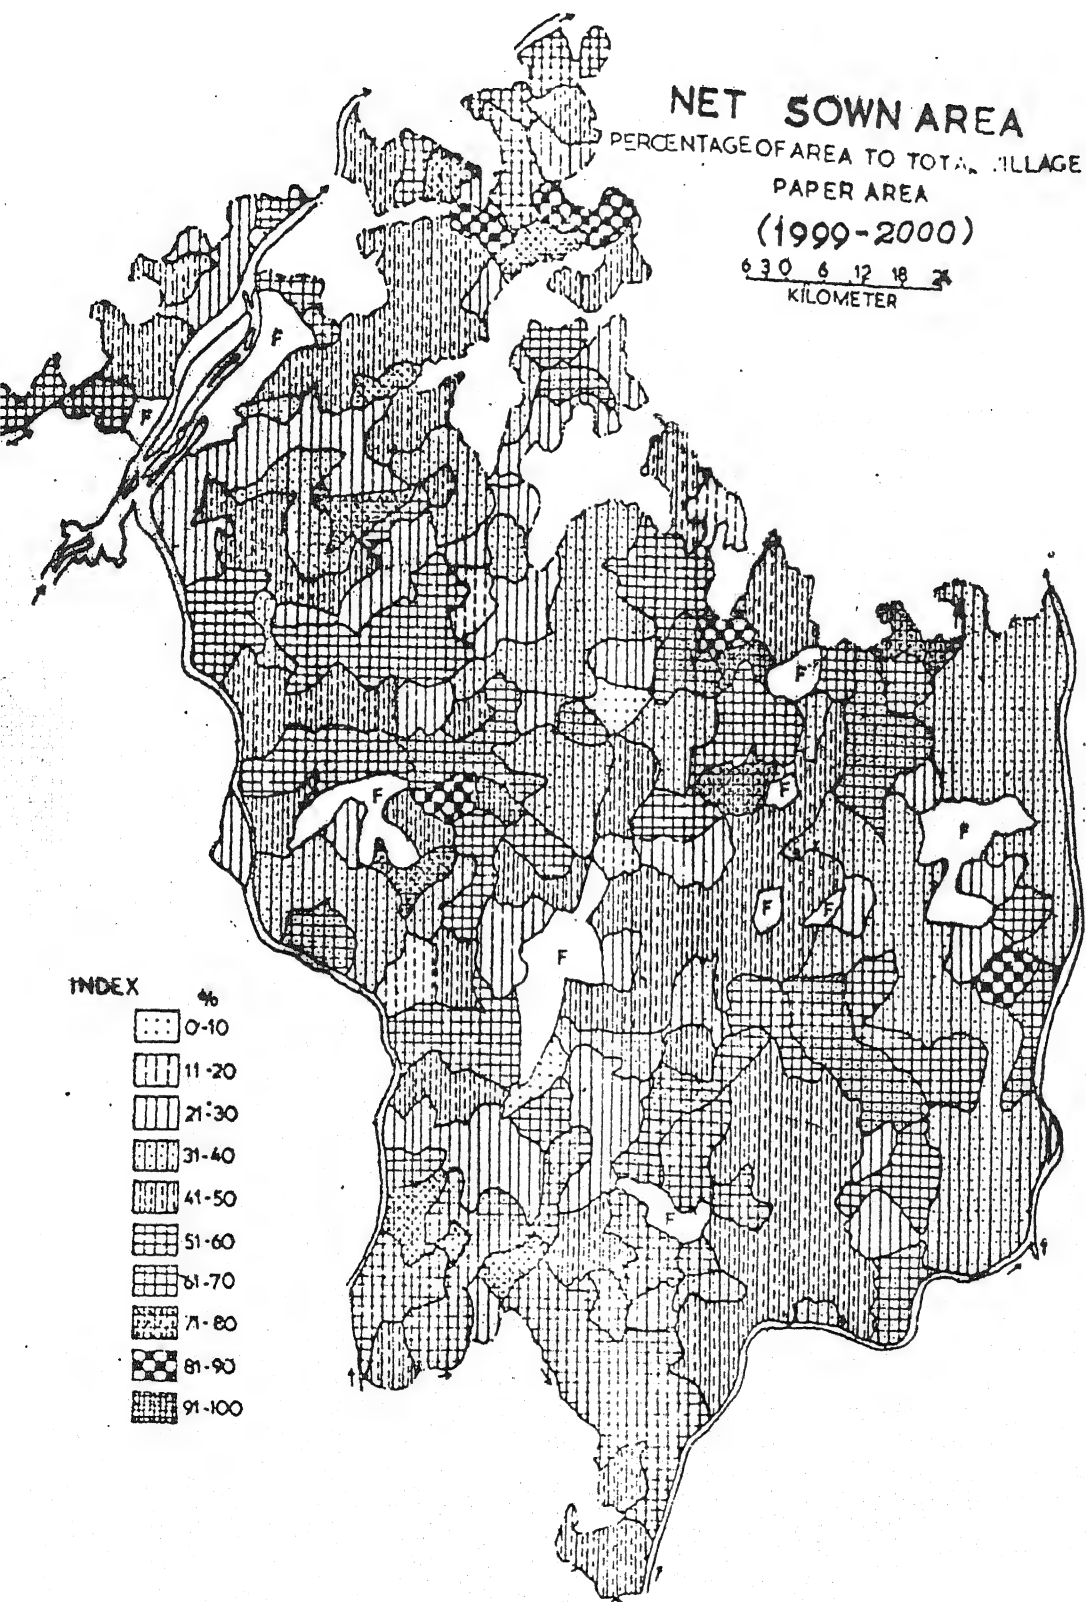 NET SOWN AREA
PERCENTAGE OF AREA TO
PAPER AREA
(1999-2000)
6 3 0 6 12 18 24
KILOMETER
F
F
F
F
F
F
F
F
F
F
F
INDEX
%
0-10
11-20
21-30
31-40
41-50
51-60
61-70
71-80
81-90
91-100